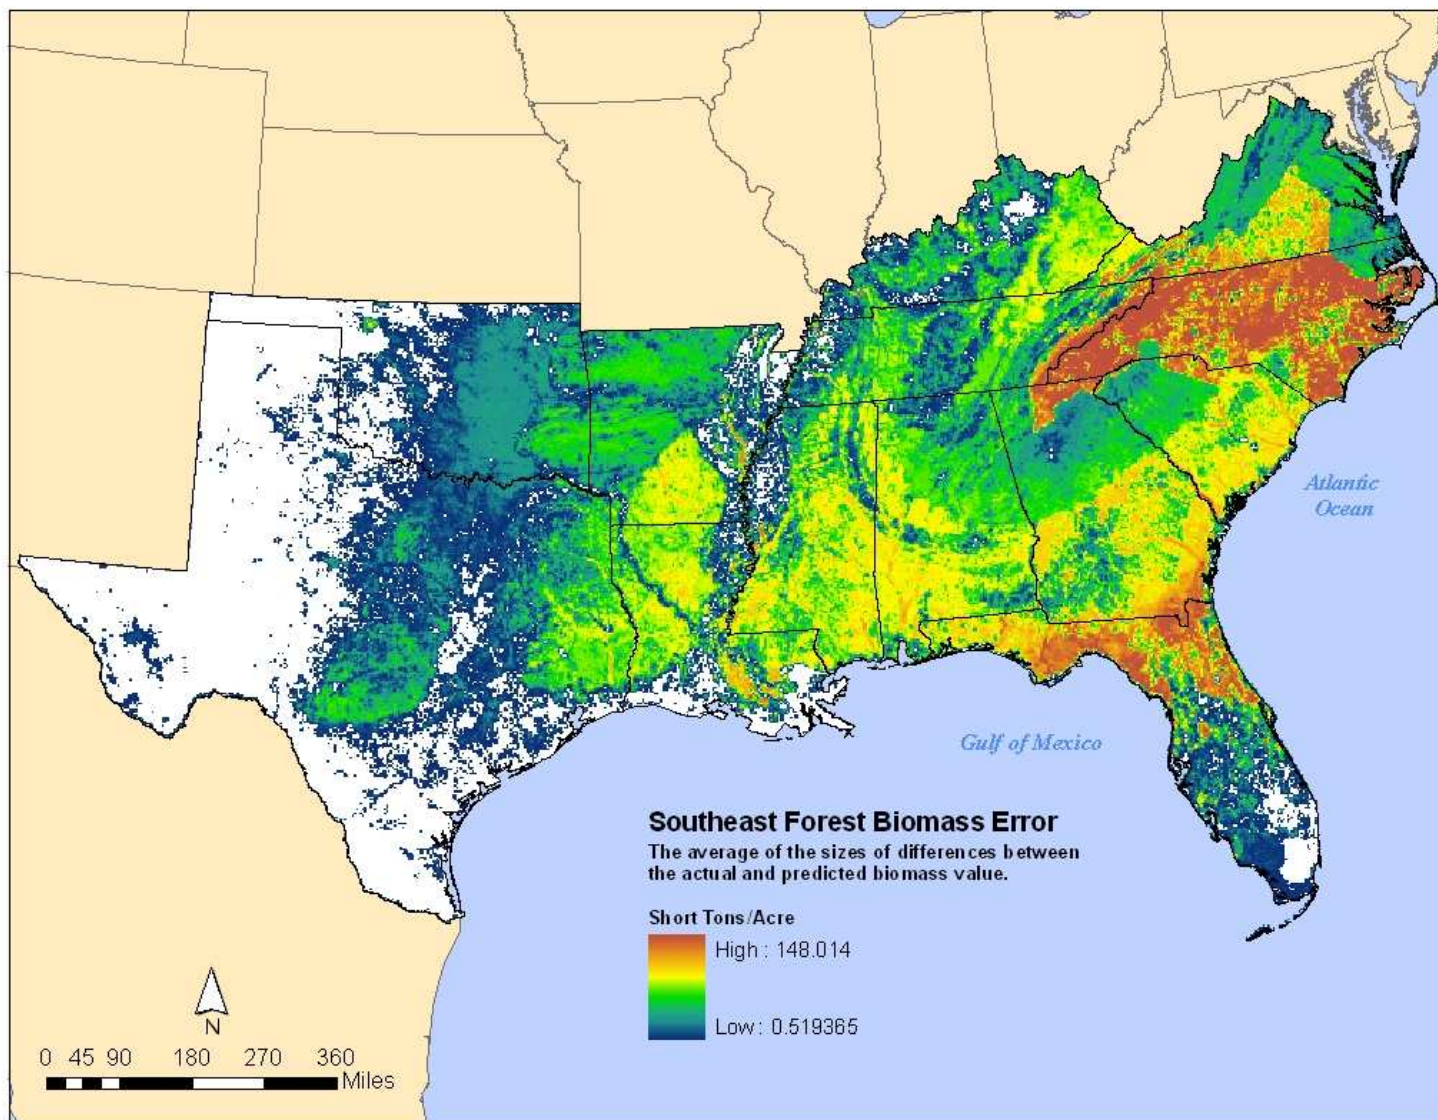 Atlantic
Ocean
Gulf of Mexico
Southeast Forest Biomass Error
The average of the sizes of differences between
the actual and predicted biomass value.
Short Tons/Acre
High : 148.014
Low : 0.519365
N
0 45 90 180 270 360
Miles